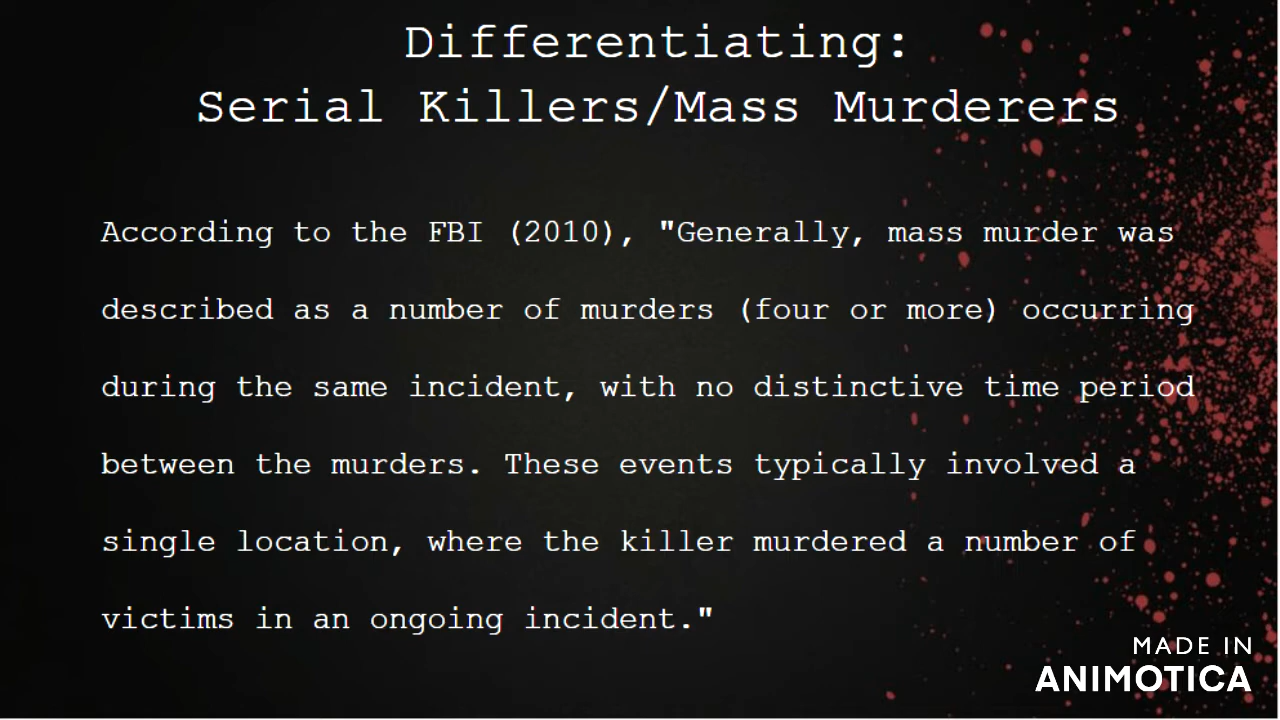 Differentiating:
Serial Killers/Mass Murderers
According to the FBI (2010), "Generally, mass murder was
described as a number of murders (four or more) occurring
during the same incident, with no distinctive time period
between the murders. These events typically involved a
single location, where the killer murdered a number of
victims in an ongoing incident."
MADE IN
ANIMOTICA